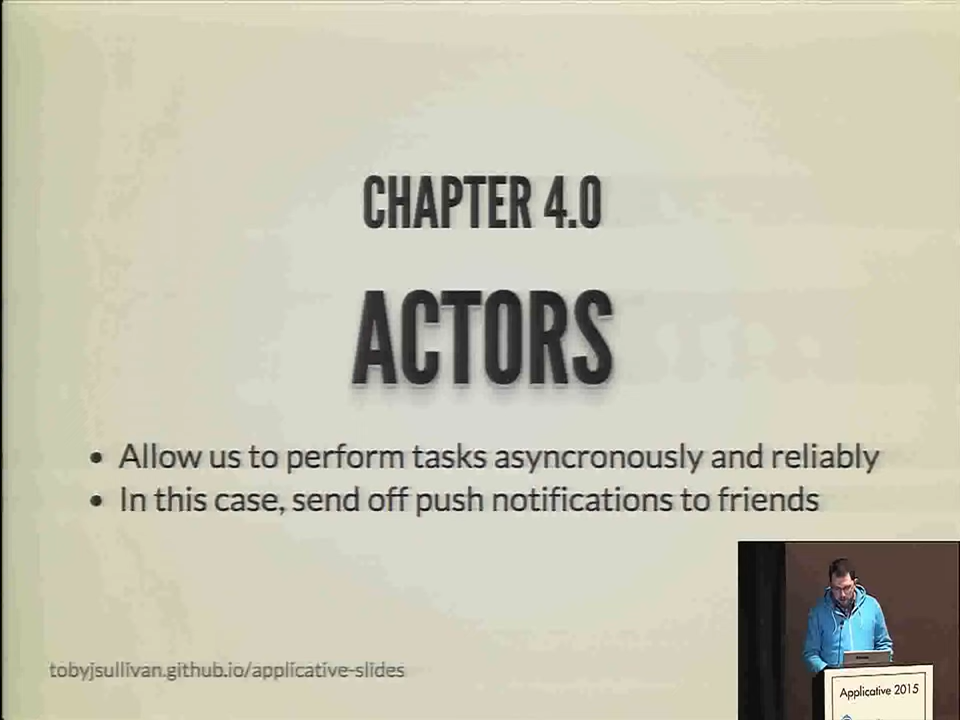 CHAPTER 4.0
ACTORS
• Allow us to perform tasks asyncronously and reliably
• In this case, send off push notifications to friends
tobyjsullivan.github.io/applicative-slides
Applicative 2015